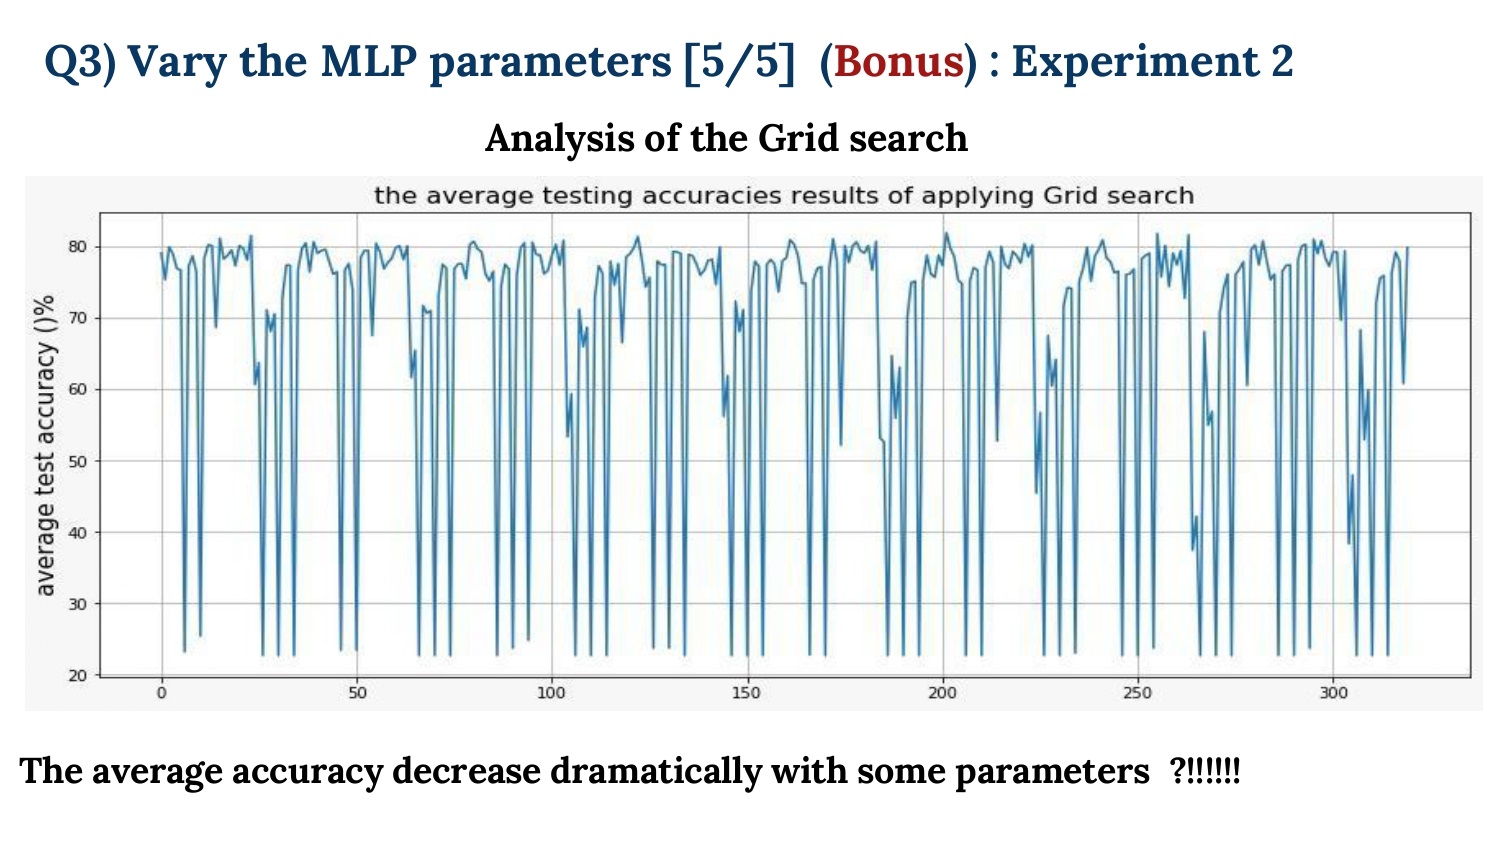 Q3) Vary the MLP parameters [5/5] (Bonus) : Experiment 2
Analysis of the Grid search
the average testing accuracies results of applying Grid search
average test accuracy ()%
80
70
60
50
40
30
20
0 50 100 150 200 250 300
The average accuracy decrease dramatically with some parameters ?!!!!!!